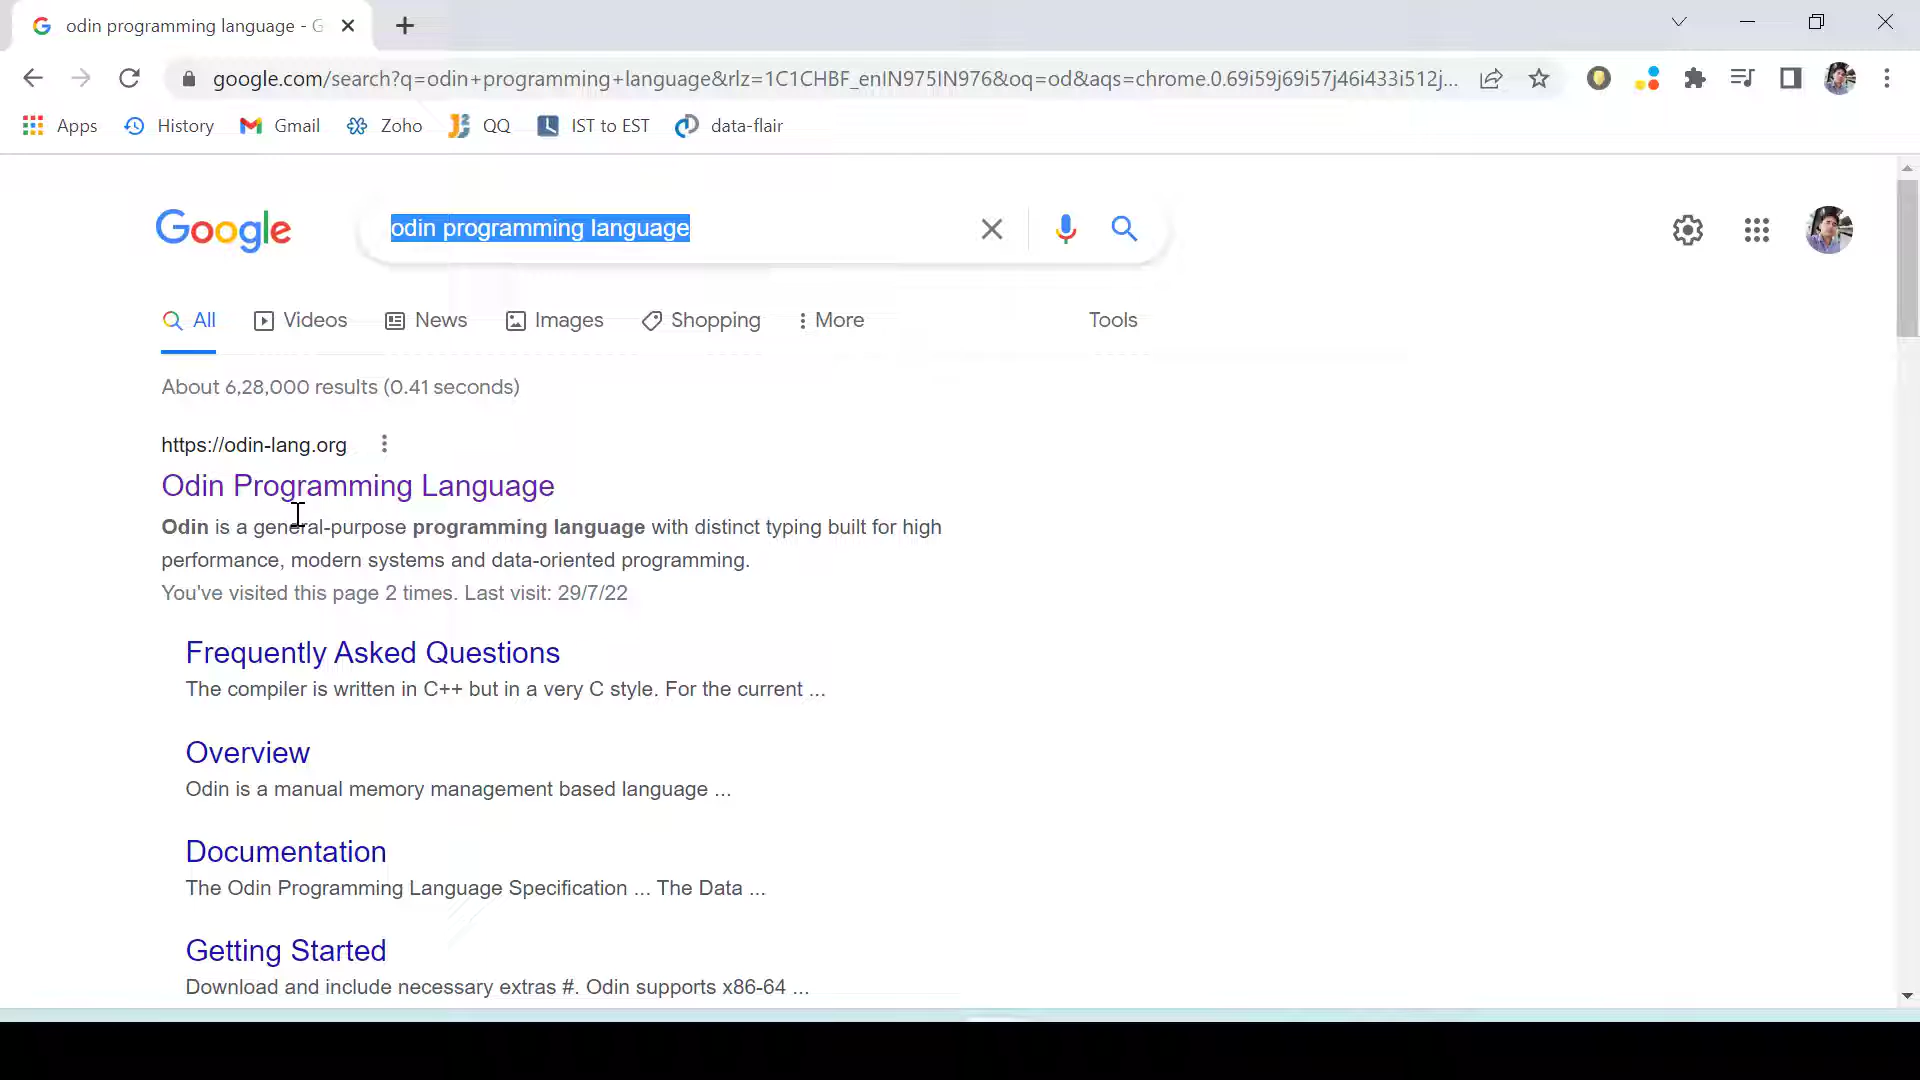 odin programming language - G
google.com/search?q=odin+programming+language&rlz=1C1CHBF_enIN975IN976&oq=od&aqs=chrome.0.69i59j69i57j46i433i512j...
Apps History Gmail Zoho QQ IST to EST data-flair
Google odin programming language
All Videos News Images Shopping More Tools
About 6,28,000 results (0.41 seconds)
https://odin-lang.org
Odin Programming Language
Odin is a general-purpose programming language with distinct typing built for high
performance, modern systems and data-oriented programming.
You've visited this page 2 times. Last visit: 29/7/22
Frequently Asked Questions
The compiler is written in C++ but in a very C style. For the current ...
Overview
Odin is a manual memory management based language ...
Documentation
The Odin Programming Language Specification ... The Data ...
Getting Started
Download and include necessary extras #. Odin supports x86-64 ...